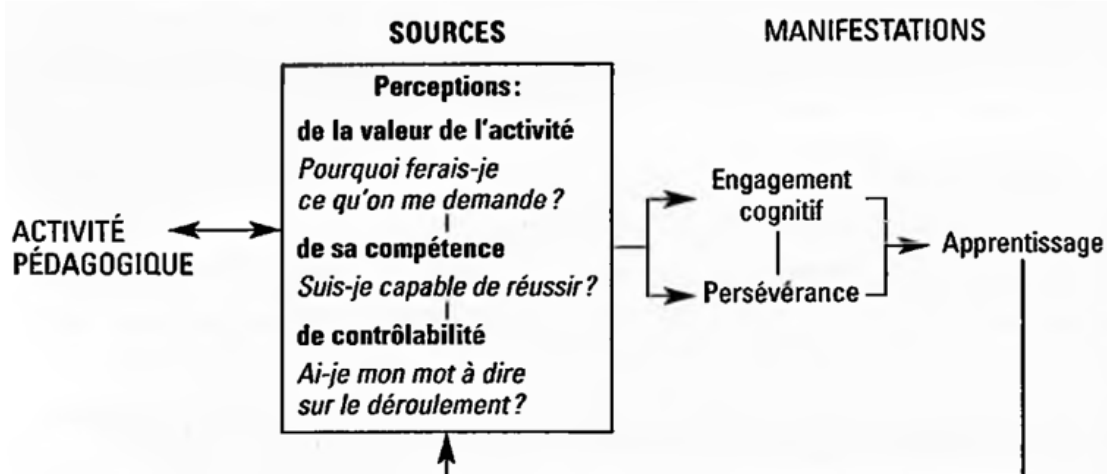 SOURCES
MANIFESTATIONS
Perceptions:
de la valeur de l'activité
Pourquoi ferais-je
ce qu'on me demande ?
de sa compétence
Suis-je capable de réussir ?
de contrôlabilité
Ai-je mon mot à dire
sur le déroulement ?
ACTIVITÉ
PÉDAGOGIQUE
Engagement
cognitif
Persévérance
Apprentissage